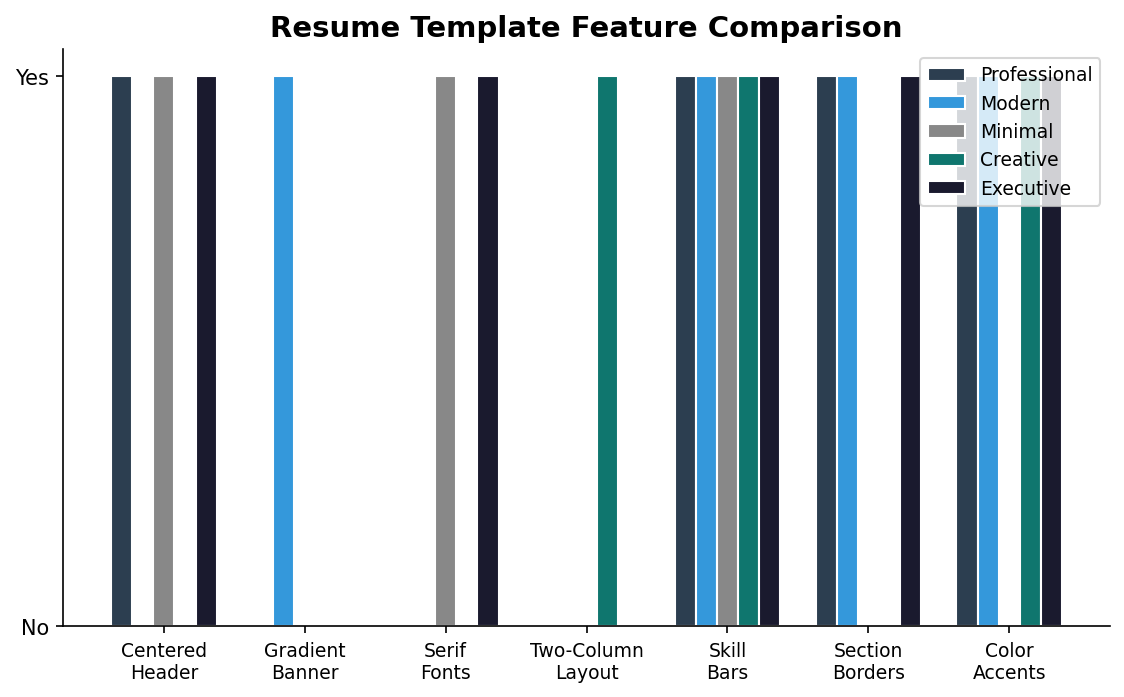 Resume Template Feature Comparison
Yes
No
Professional
Modern
Minimal
Creative
Executive
Centered
Header
Gradient
Banner
Serif
Fonts
Two-Column
Layout
Skill
Bars
Section
Borders
Color
Accents